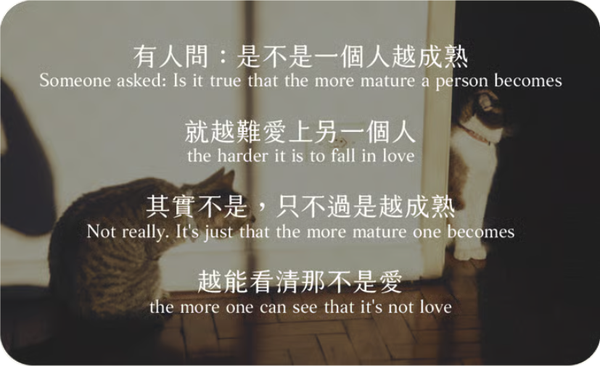 有人問：是不是一個人越成熟
Someone asked: Is it true that the more mature a person becomes
就越難愛上另一個人
the harder it is to fall in love
其實不是，只不過是越成熟
Not really. It's just that the more mature one becomes
越能看清那不是愛
the more one can see that it's not love